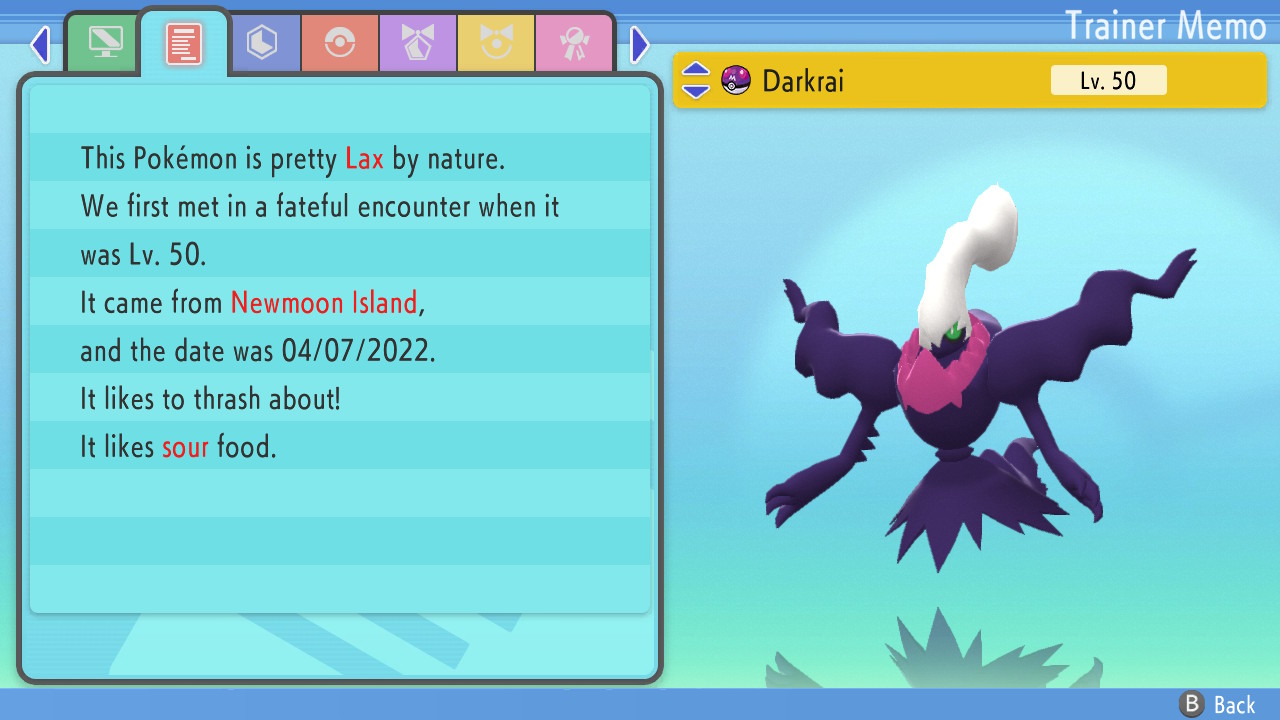 Trainer Memo
Darkrai
Lv. 50
This Pokémon is pretty Lax by nature.
We first met in a fateful encounter when it
was Lv. 50.
It came from Newmoon Island,
and the date was 04/07/2022.
It likes to thrash about!
It likes sour food.
B Back